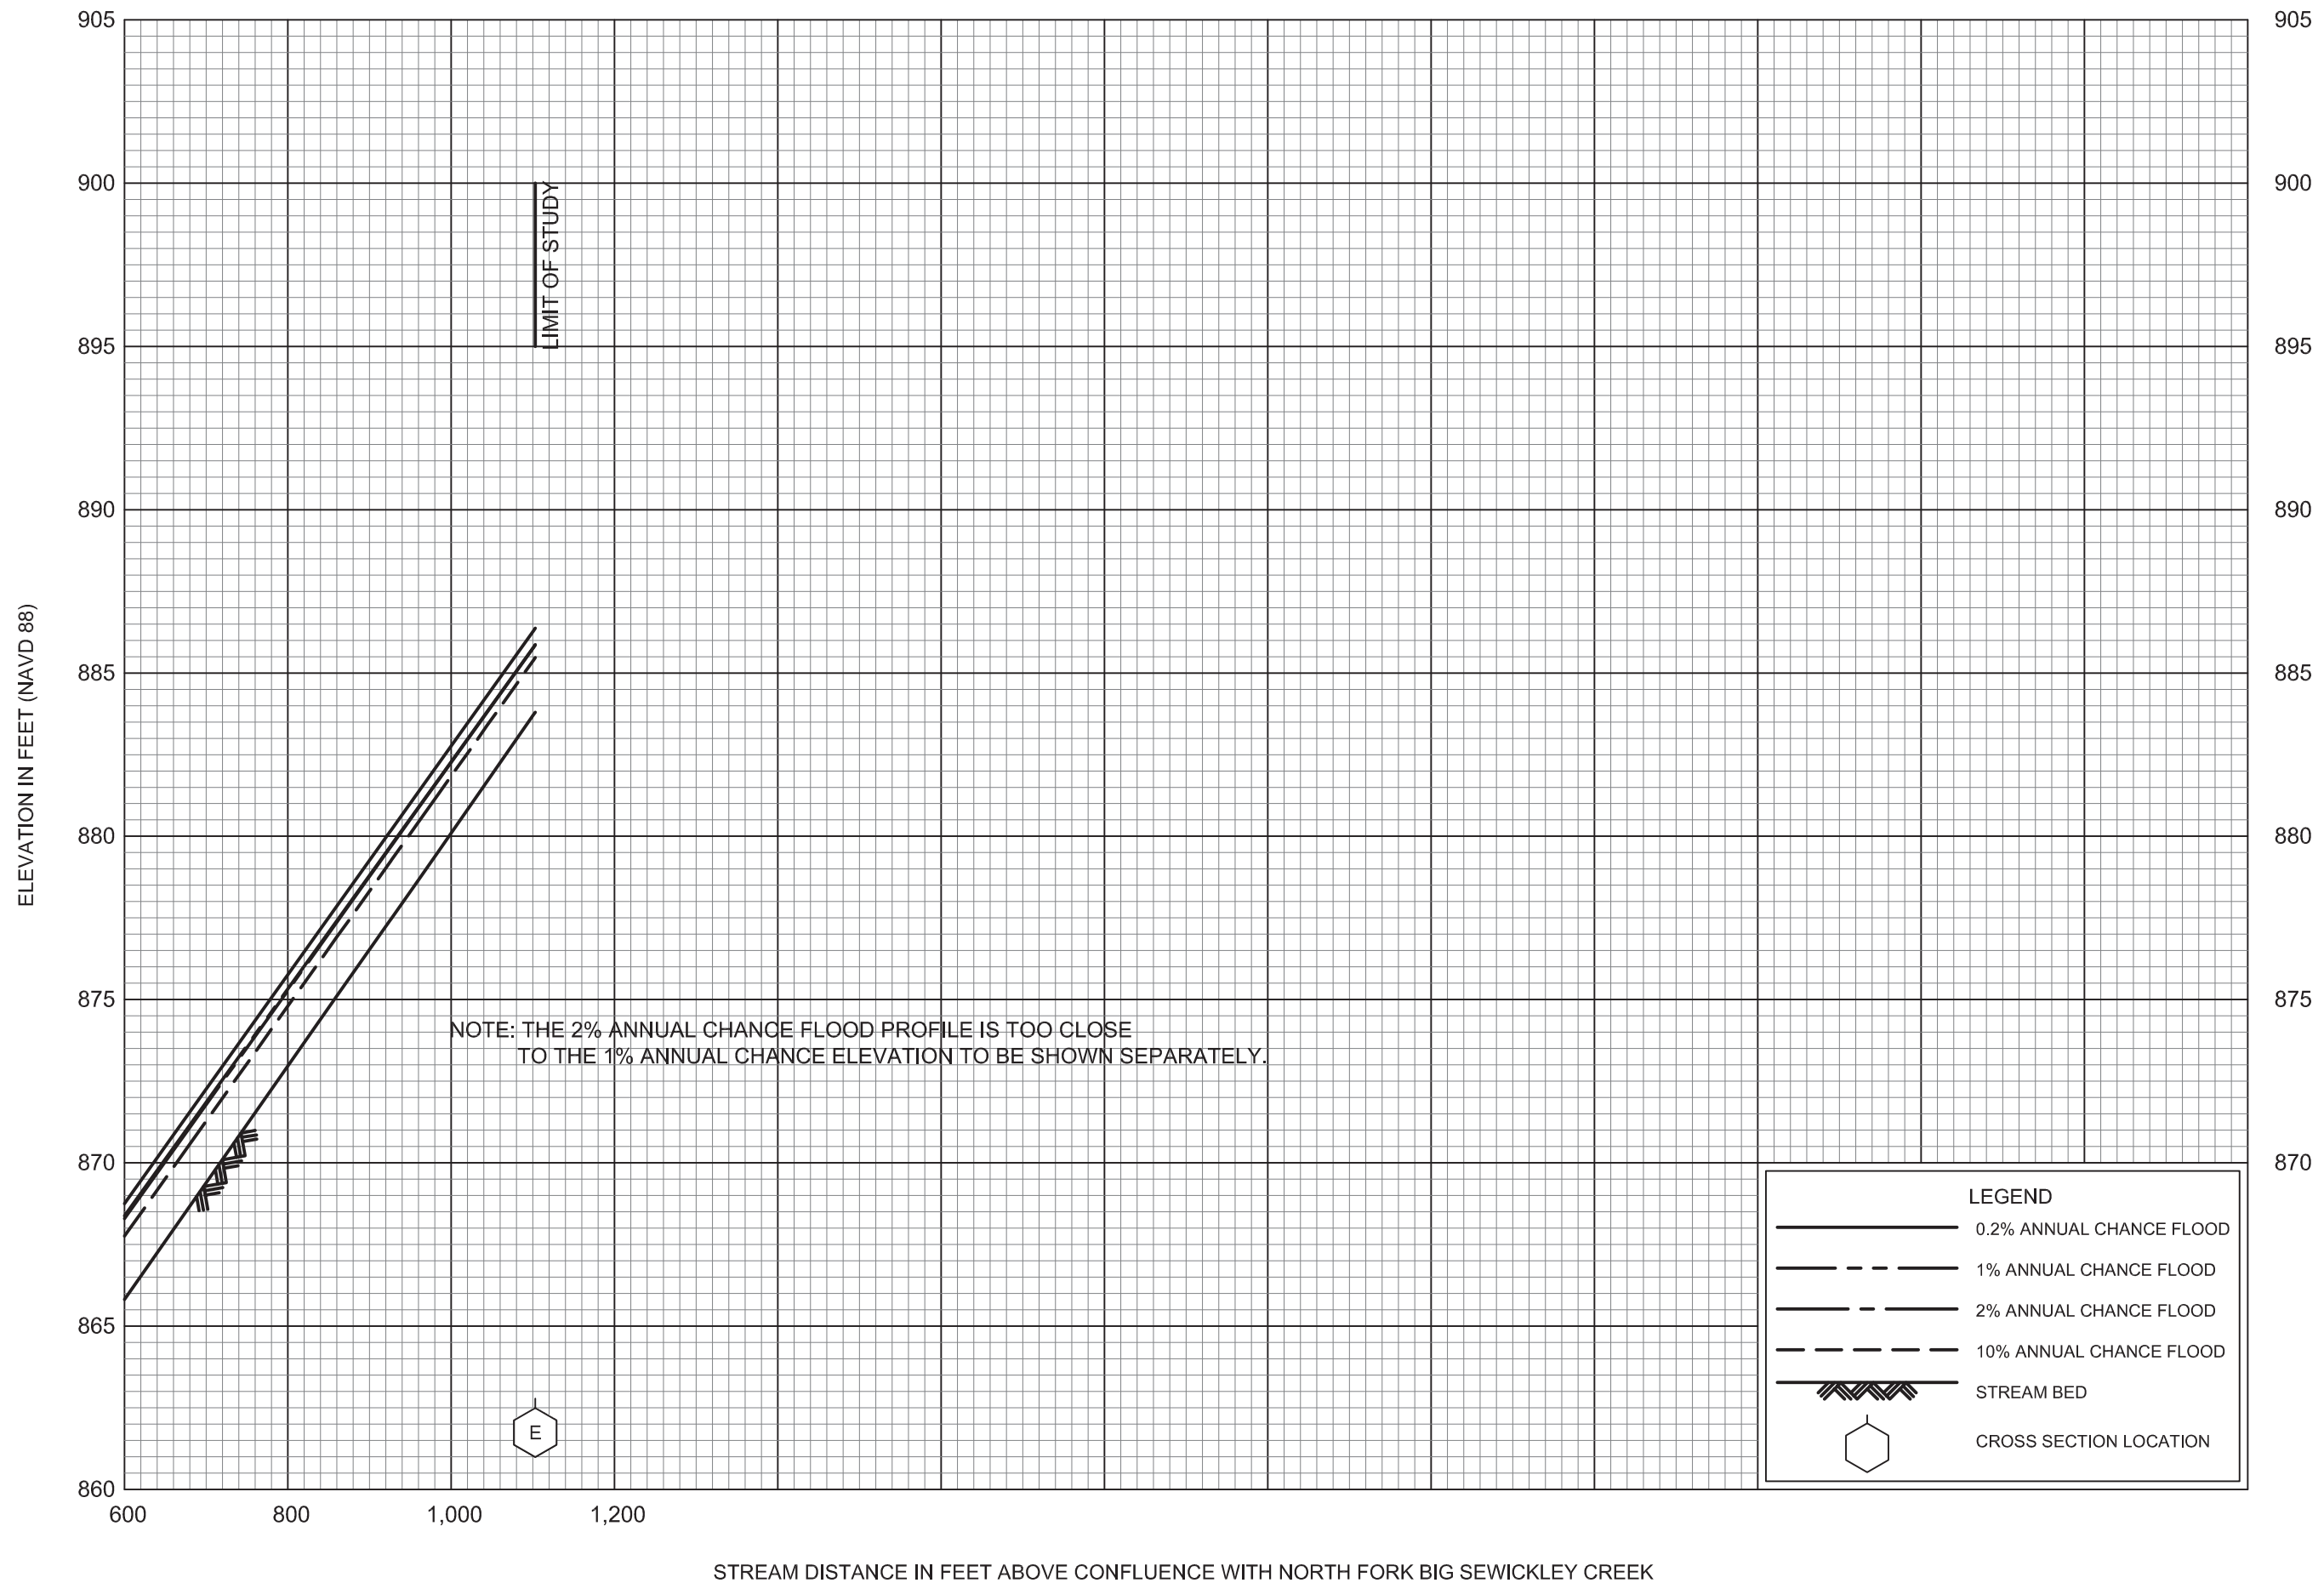 905
905
900
900
LIMIT OF STUDY
895
895
890
890
ELEVATION IN FEET (NAVD 88)
885
885
880
880
875
875
NOTE: THE 2% ANNUAL CHANCE FLOOD PROFILE IS TOO CLOSE
TO THE 1% ANNUAL CHANCE ELEVATION TO BE SHOWN SEPARATELY.
870
870
865
860
E
LEGEND
0.2% ANNUAL CHANCE FLOOD
1% ANNUAL CHANCE FLOOD
2% ANNUAL CHANCE FLOOD
10% ANNUAL CHANCE FLOOD
STREAM BED
CROSS SECTION LOCATION
600 800 1,000 1,200
STREAM DISTANCE IN FEET ABOVE CONFLUENCE WITH NORTH FORK BIG SEWICKLEY CREEK